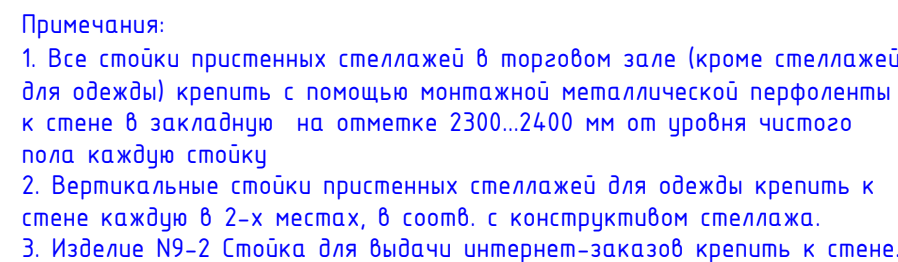 Примечания:
1. Все стойки пристенных стеллажей в торговом зале (кроме стеллажей
для одежды) крепить с помощью монтажной металлической перфоленты
к стене в закладную на отметке 2300...2400 мм от уровня чистого
пола каждую стойку
2. Вертикальные стойки пристенных стеллажей для одежды крепить к
стене каждую в 2-х местах, в соотв. с конструктивом стеллажа.
3. Изделие N9-2 Стойка для выдачи интернет-заказов крепить к стене.